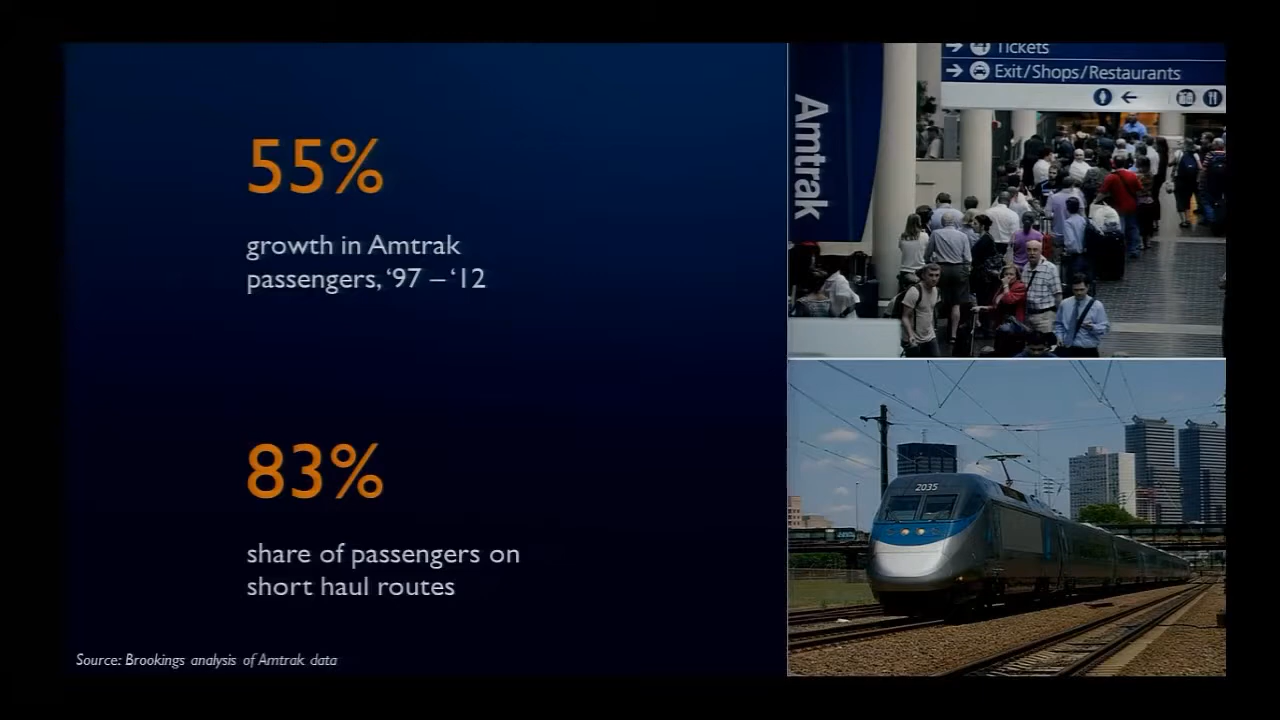 55%
growth in Amtrak
passengers, ‘97 – ‘12
83%
share of passengers on
short haul routes
Source: Brookings analysis of Amtrak data
Tickets
Exit/Shops/Restaurants
Amtrak
2035